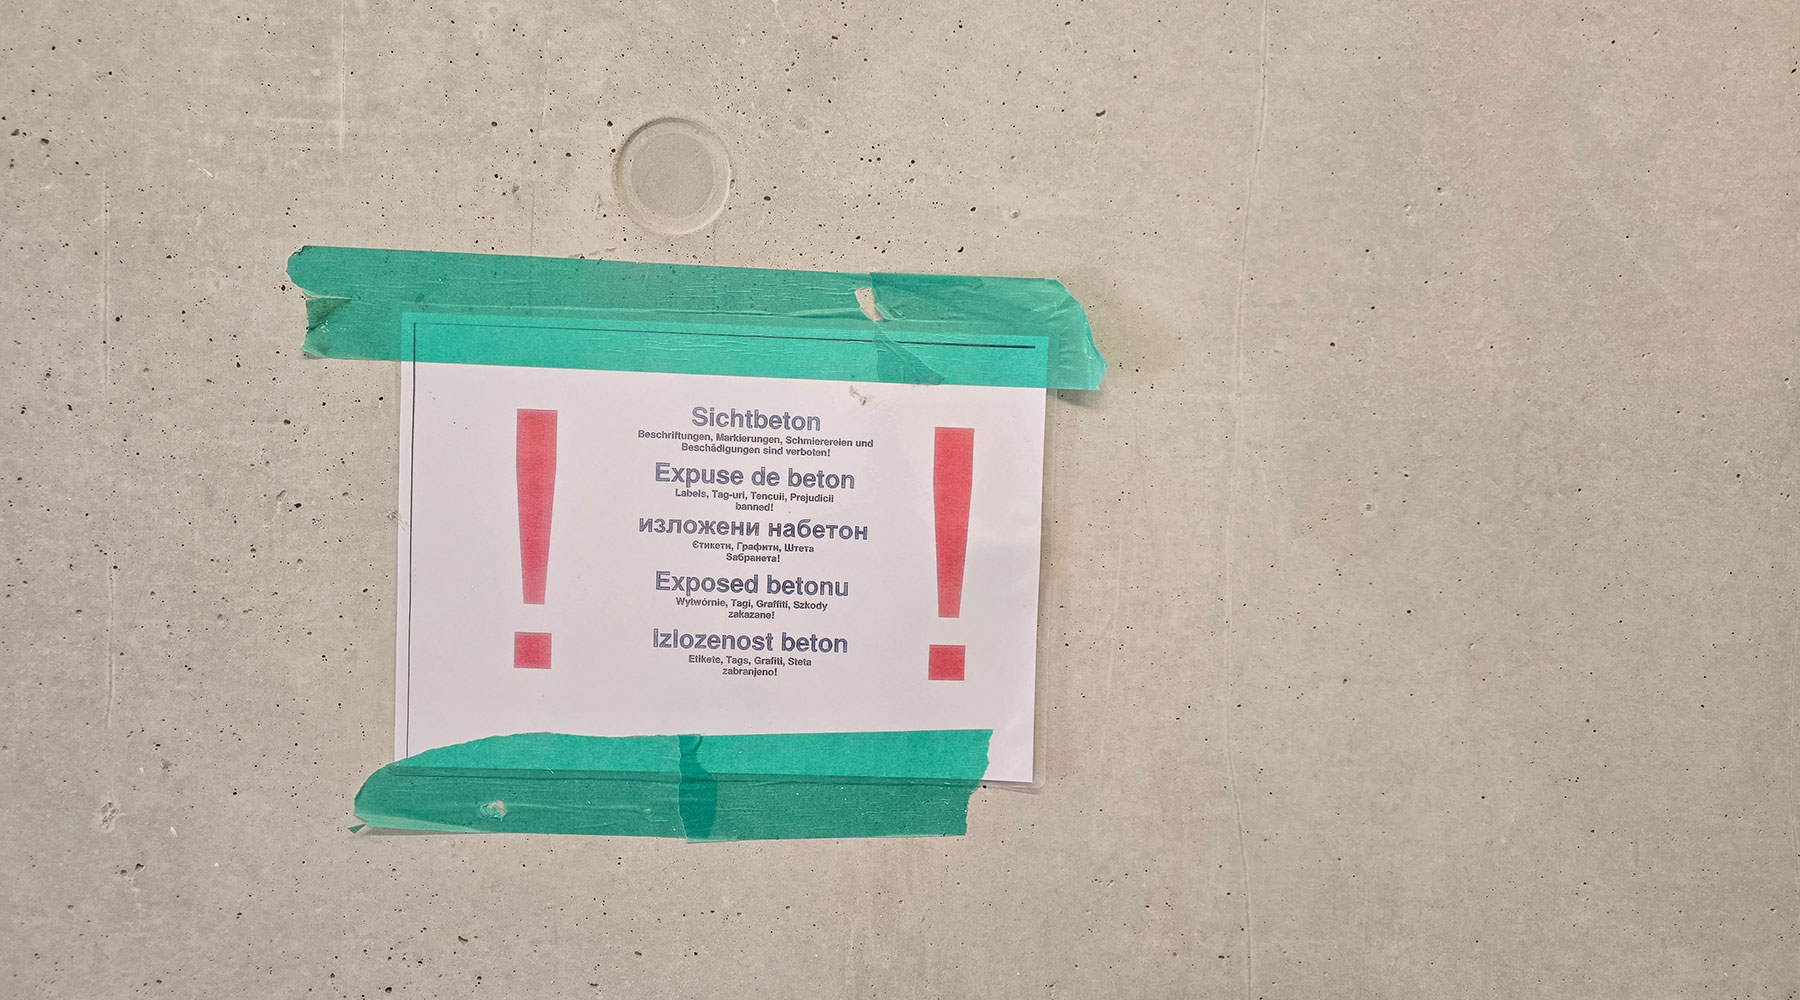 Sichtbeton
Beschriftungen, Markierungen, Schmierereien und
Beschädigungen sind verboten!
Expuse de beton
Labels, Tag-uri, Tencuii, Prejudicii
banned!
изложени набетон
Єтикети, Графити, Штета
Забранета!
Exposed betonu
Wytwórnie, Tagi, Graffiti, Szkody
zakazane!
Izlozenost beton
Etikete, Tags, Grafiti, Steta
zabranjeno!